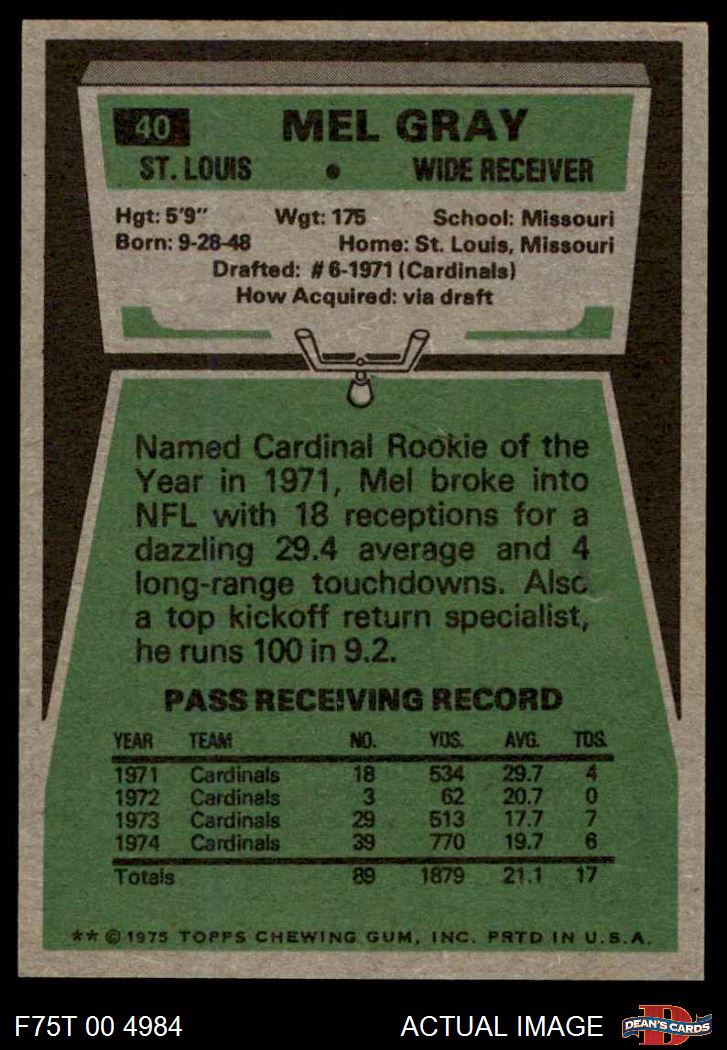 40 MEL GRAY
ST. LOUIS • WIDE RECEIVER
Hgt: 5'9" Wgt: 175 School: Missouri
Born: 9-28-48 Home: St. Louis, Missouri
Drafted: #6-1971 (Cardinals)
How Acquired: via draft
Named Cardinal Rookie of the
Year in 1971, Mel broke into
NFL with 18 receptions for a
dazzling 29.4 average and 4
long-range touchdowns. Also
a top kickoff return specialist,
he runs 100 in 9.2.
PASS RECEIVING RECORD
YEAR TEAM NO. YDS. AVG. TDS.
1971 Cardinals 18 534 29.7 4
1972 Cardinals 3 62 20.7 0
1973 Cardinals 29 513 17.7 7
1974 Cardinals 39 770 19.7 6
Totals 89 1879 21.1 17
** © 1975 TOPPS CHEWING GUM, INC. PRTD IN U.S.A.
F75T 00 4984 ACTUAL IMAGE D DEAN'S CARDS